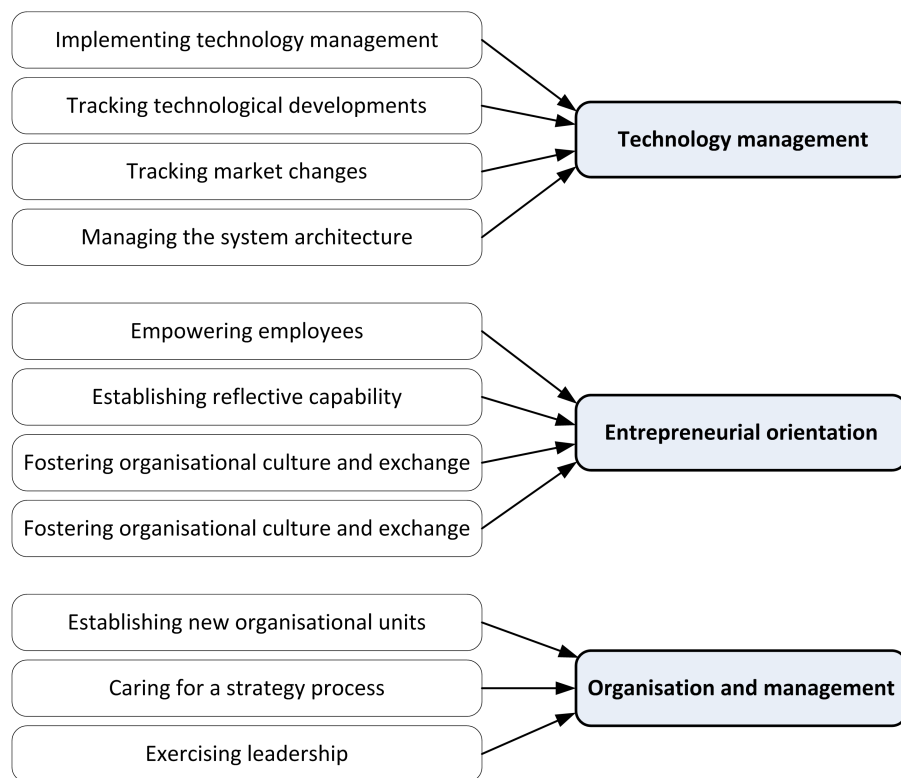 Implementing technology management
Tracking technological developments
Tracking market changes
Managing the system architecture
Technology management
Empowering employees
Establishing reflective capability
Fostering organisational culture and exchange
Fostering organisational culture and exchange
Entrepreneurial orientation
Establishing new organisational units
Caring for a strategy process
Exercising leadership
Organisation and management